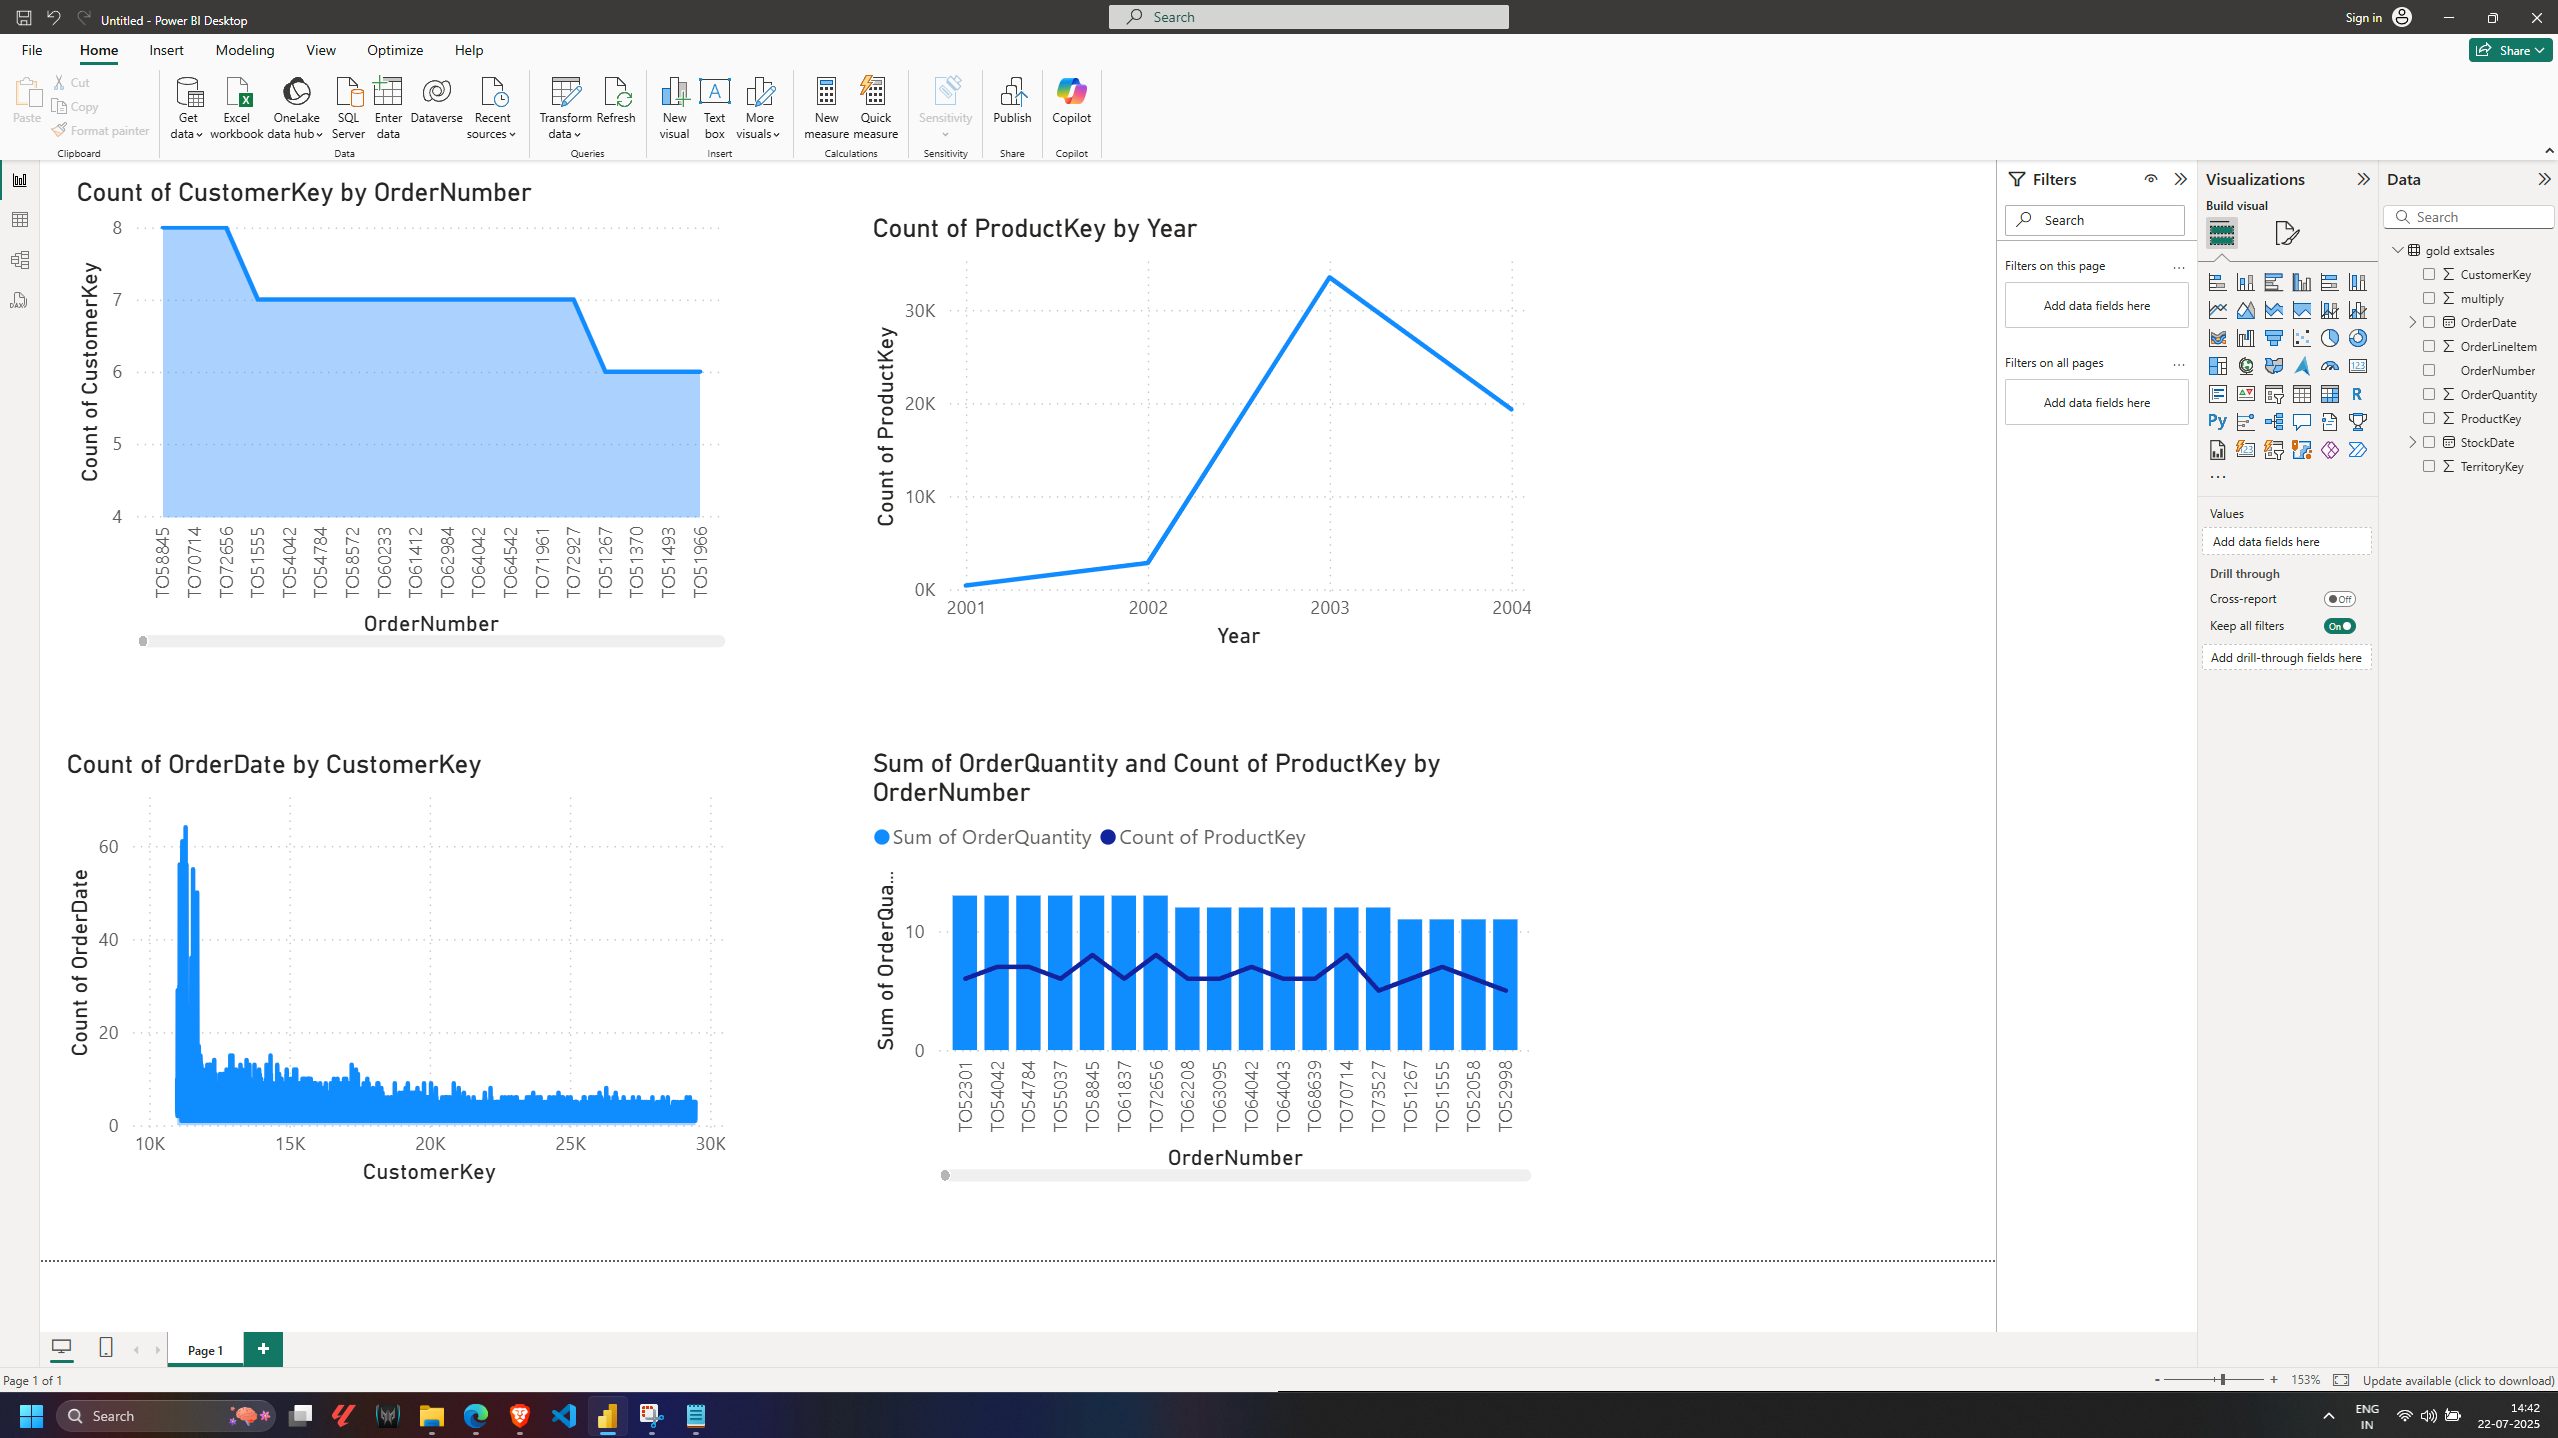 Untitled - Power BI Desktop
Search
Sign in
File
Home
Insert
Modeling
View
Optimize
Help
Share
Paste
Cut
Copy
Format painter
Clipboard
Get data
Excel workbook
OneLake data hub
SQL Server
Enter data
Dataverse
Recent sources
Data
Transform data
Refresh
Queries
New visual
Text box
More visuals
Insert
New measure
Quick measure
Calculations
Sensitivity
Sensitivity
Publish
Share
Copilot
Copilot
Count of CustomerKey by OrderNumber
Count of CustomerKey
8
7
6
5
4
TO58845
TO70714
TO72656
TO51555
TO54042
TO54784
TO58572
TO60233
TO61412
TO62984
TO64042
TO64542
TO71961
TO72927
TO51267
TO51370
TO51493
TO51966
OrderNumber
Count of ProductKey by Year
Count of ProductKey
30K
20K
10K
0K
2001
2002
2003
2004
Year
Count of OrderDate by CustomerKey
Count of OrderDate
60
40
20
0
10K
15K
20K
25K
30K
CustomerKey
Sum of OrderQuantity and Count of ProductKey by
OrderNumber
Sum of OrderQuantity
Count of ProductKey
Sum of OrderQua...
10
0
TO52301
TO54042
TO54784
TO55037
TO58845
TO61837
TO72656
TO62208
TO63095
TO64042
TO64043
TO68639
TO70714
TO73527
TO51267
TO51555
TO52058
TO52998
OrderNumber
Filters
Search
Filters on this page
...
Add data fields here
Filters on all pages
...
Add data fields here
Visualizations
Build visual
123
R
Py
123
...
Values
Add data fields here
Drill through
Cross-report
Off
Keep all filters
On
Add drill-through fields here
Data
Search
gold extsales
CustomerKey
multiply
OrderDate
OrderLineItem
OrderNumber
OrderQuantity
ProductKey
StockDate
TerritoryKey
DAX
Page 1
Page 1 of 1
- + 153%
Update available (click to download)
Search
ENG
IN
14:42
22-07-2025